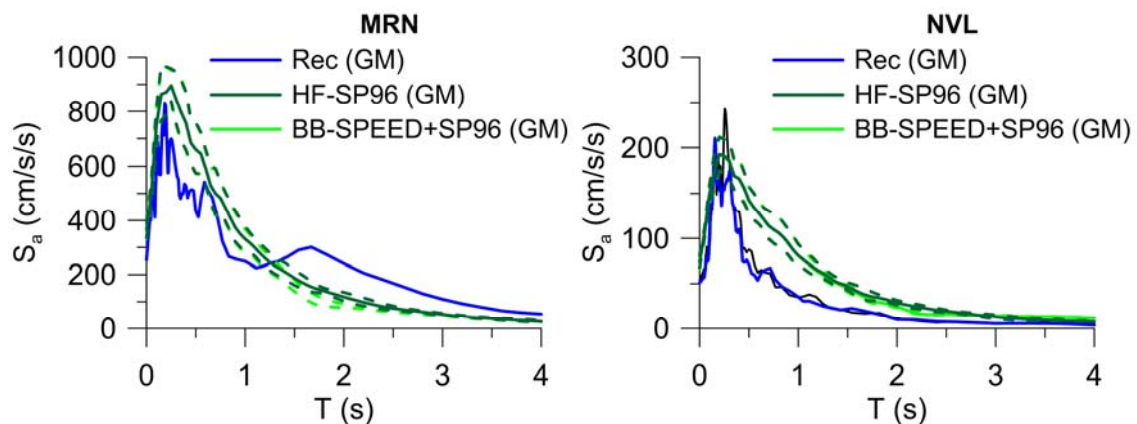 MRN
Rec (GM)
HF-SP96 (GM)
BB-SPEED+SP96 (GM)
1000
800
600
400
200
0
Sa (cm/s/s)
0 1 2 3 4
T (s)
NVL
Rec (GM)
HF-SP96 (GM)
BB-SPEED+SP96 (GM)
300
200
100
0
Sa (cm/s/s)
0 1 2 3 4
T (s)